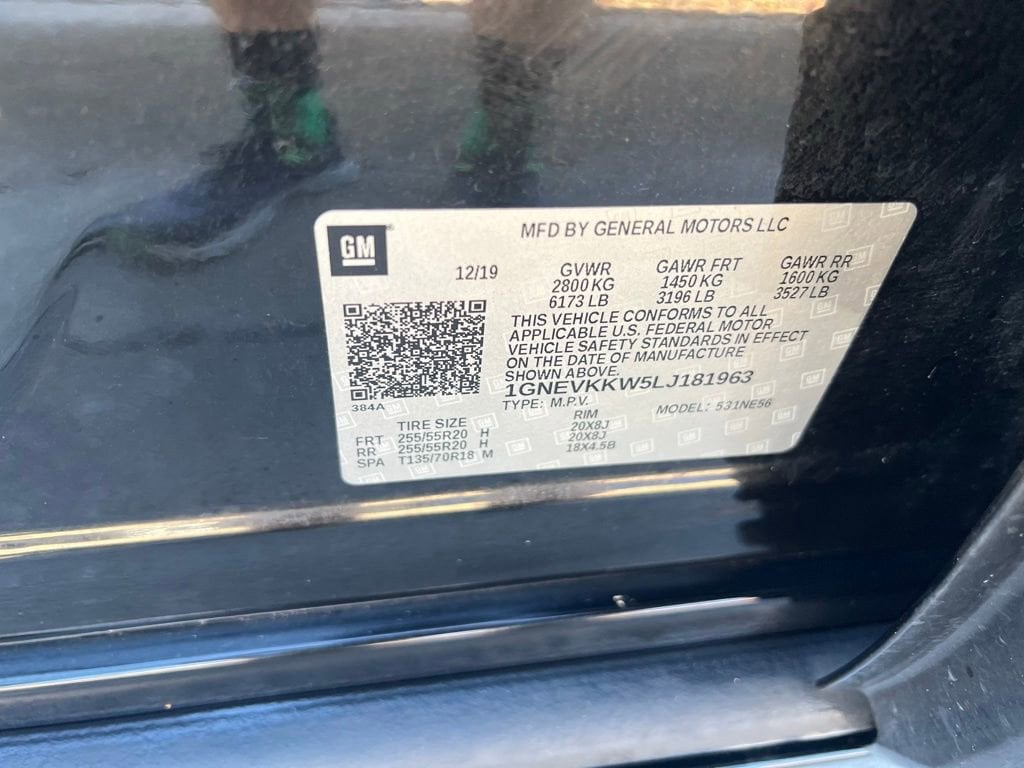 GM
MFD BY GENERAL MOTORS LLC
12/19
GVWR
2800 KG
6173 LB
GAWR FRT
1450 KG
3196 LB
GAWR RR
1600 KG
3527 LB
THIS VEHICLE CONFORMS TO ALL
APPLICABLE U.S. FEDERAL MOTOR
VEHICLE SAFETY STANDARDS IN EFFECT
ON THE DATE OF MANUFACTURE
SHOWN ABOVE.
1GNEVKKW5LJ181963
384A
TYPE: M.P.V.
MODEL: 531NE56
TIRE SIZE RIM
FRT 255/55R20 H 20X8J
RR 255/55R20 H 20X8J
SPA T135/70R18 M 18X4.5B